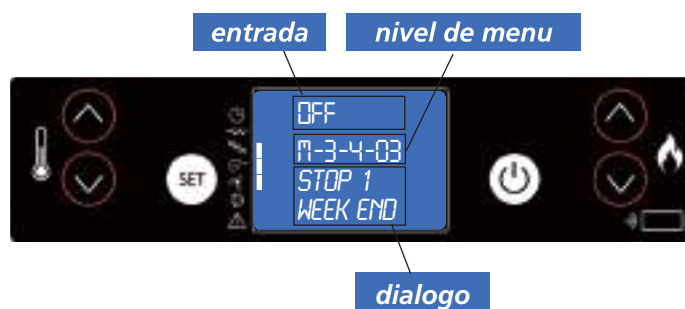 entrada
nivel de menu
OFF
M-3-4-03
STOP 1
WEEK END
SET
dialogo